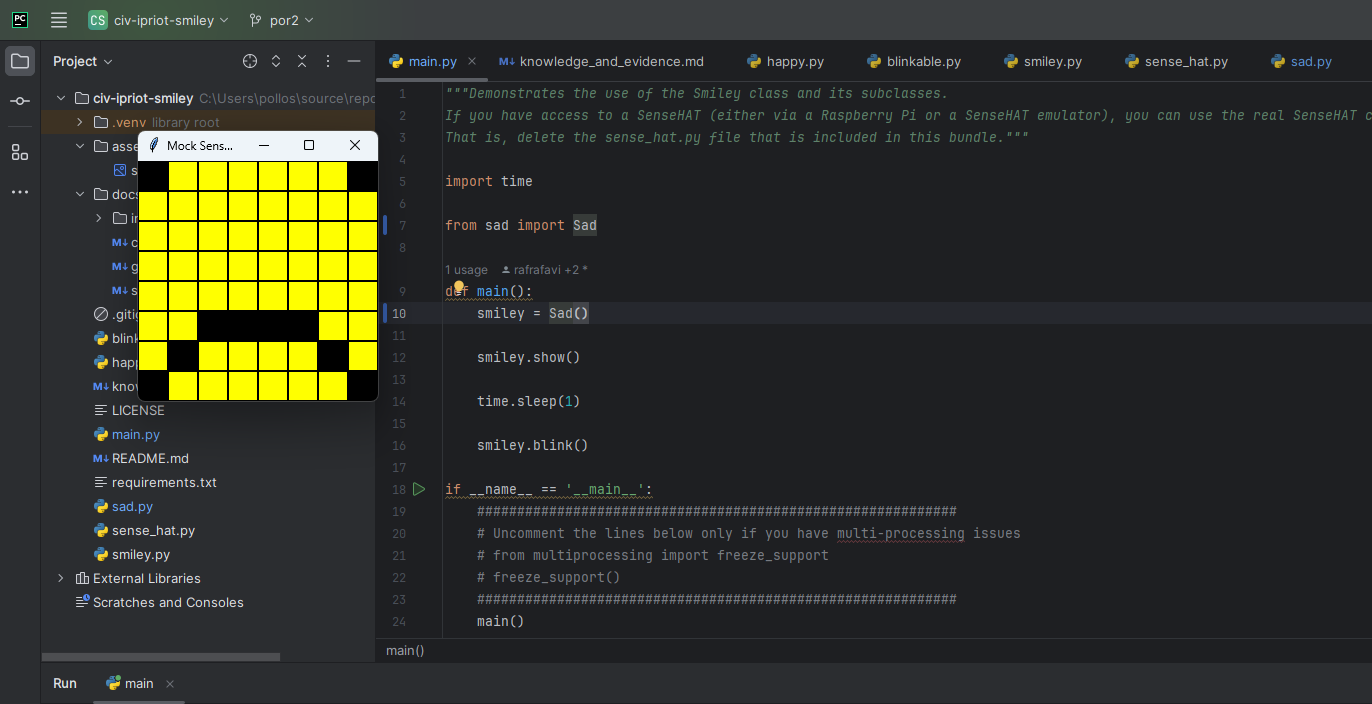 PC
CS civ-ipriot-smiley por2
Project
main.py
knowledge_and_evidence.md
happy.py
blinkable.py
smiley.py
sense_hat.py
sad.py
civ-ipriot-smiley C:\Users\pollos\source\repo
.venv library root
Mock Sens...
LICENSE
main.py
README.md
requirements.txt
sad.py
sense_hat.py
smiley.py
External Libraries
Scratches and Consoles
1 """Demonstrates the use of the Smiley class and its subclasses.
2 If you have access to a SenseHAT (either via a Raspberry Pi or a SenseHAT emulator), you can use the real SenseHAT
3 That is, delete the sense_hat.py file that is included in this bundle."""
4
5 import time
6
7 from sad import Sad
8
1 usage rafrafavi +2 *
9 def main():
10 smiley = Sad()
11
12 smiley.show()
13
14 time.sleep(1)
15
16 smiley.blink()
17
18 if __name__ == '__main__':
19 ############################################################
20 # Uncomment the lines below only if you have multi-processing issues
21 # from multiprocessing import freeze_support
22 # freeze_support()
23 ############################################################
24 main()
main()
Run main